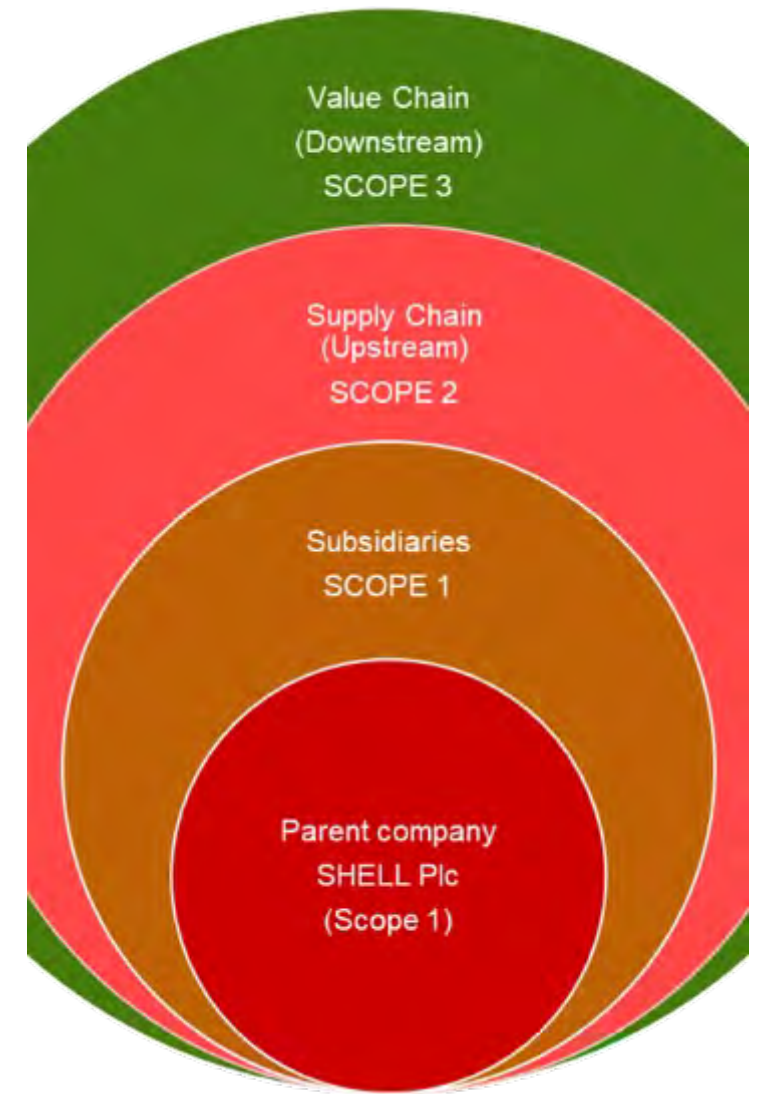 Value Chain
(Downstream)
SCOPE 3
Supply Chain
(Upstream)
SCOPE 2
Subsidiaries
SCOPE 1
Parent company
SHELL Plc
(Scope 1)